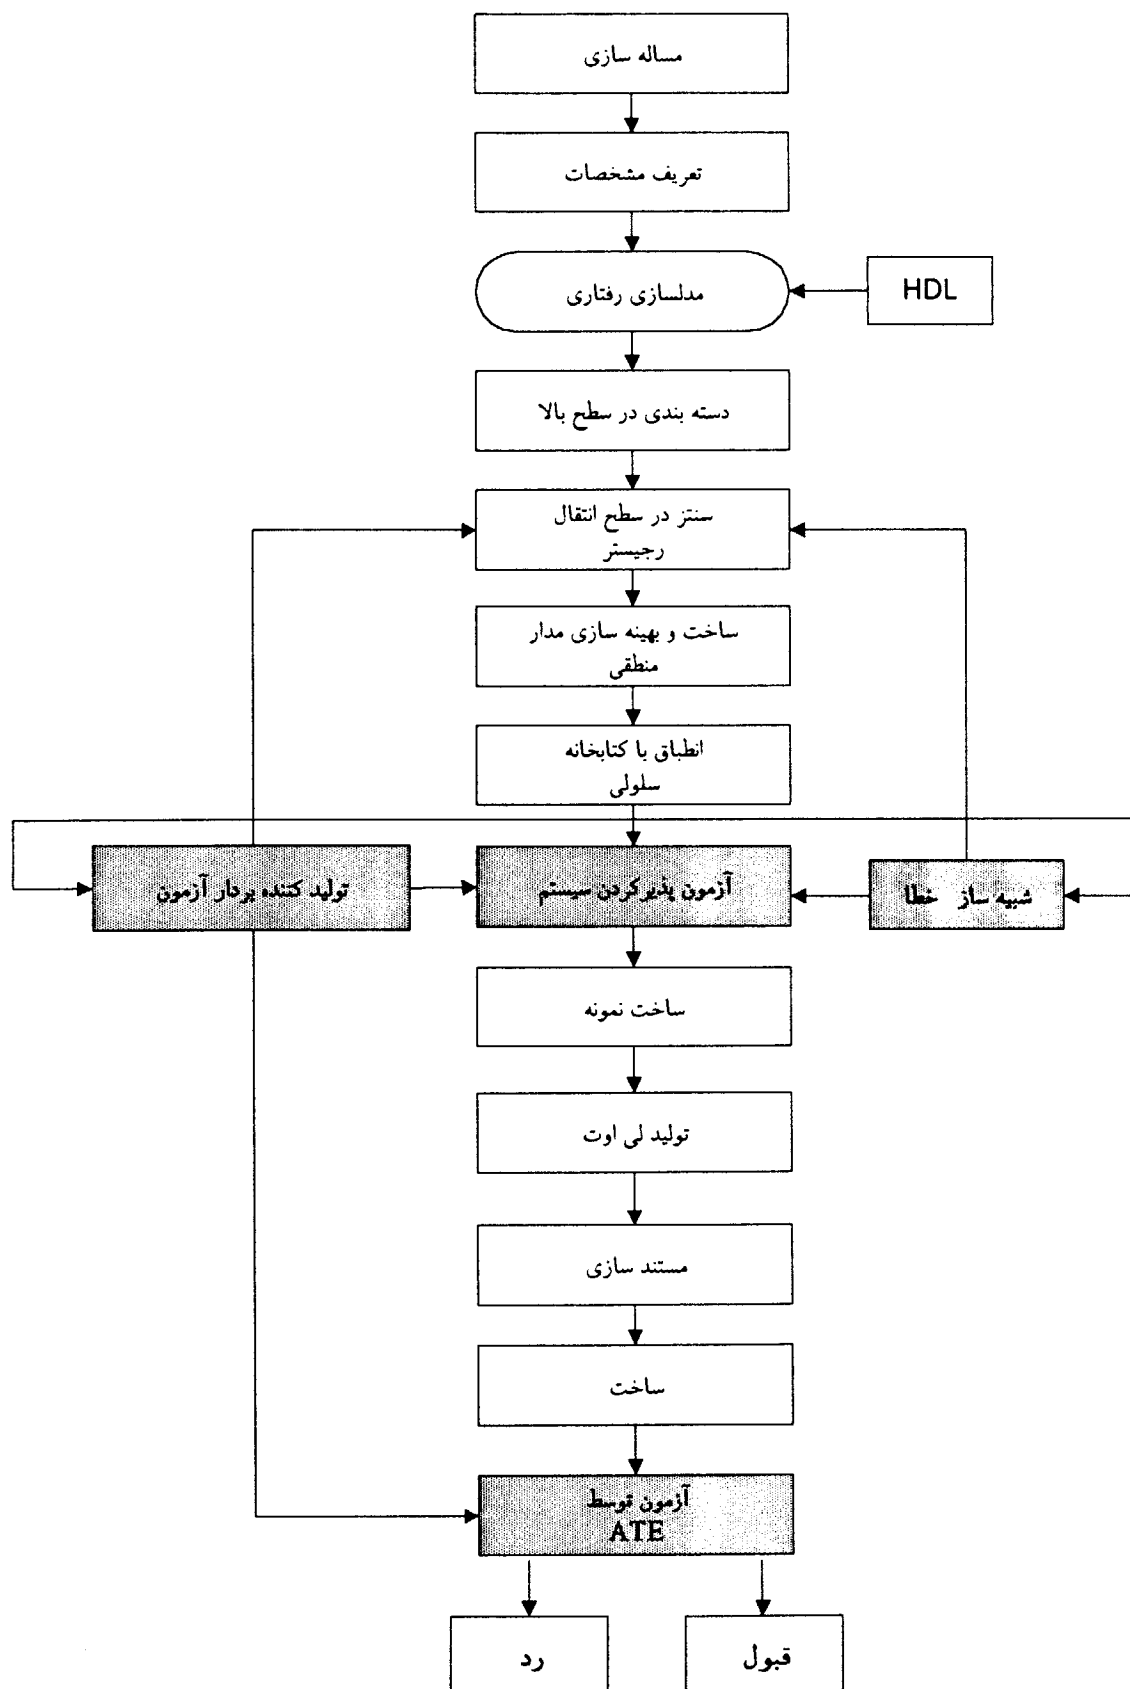 مساله سازی
تعریف مشخصات
مدلسازی رفتاری
HDL
دسته بندی در سطح بالا
سنتز در سطح انتقال
رجیستر
ساخت و بهینه سازی مدار
منطقی
انطباق با کتابخانه
سلولی
تولید کننده بردار آزمون
آزمون پذیرکردن سیستم
شبیه ساز خطا
ساخت نمونه
تولید لی اوت
مستند سازی
ساخت
آزمون توسط
ATE
رد
قبول